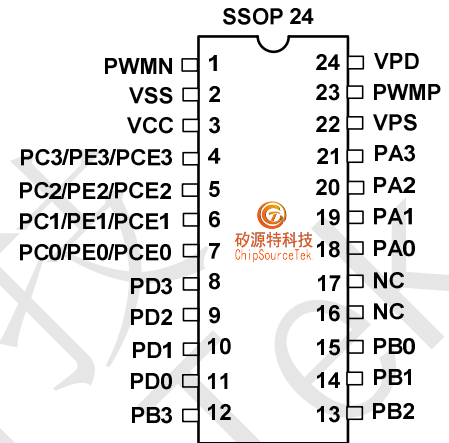 SSOP 24
PWMN 1 24 VPD
VSS 2 23 PWMP
VCC 3 22 VPS
PC3/PE3/PCE3 4 21 PA3
PC2/PE2/PCE2 5 20 PA2
PC1/PE1/PCE1 6 19 PA1
矽源特科技
ChipSourceTek
PC0/PE0/PCE0 7 18 PA0
PD3 8 17 NC
PD2 9 16 NC
PD1 10 15 PB0
PD0 11 14 PB1
PB3 12 13 PB2